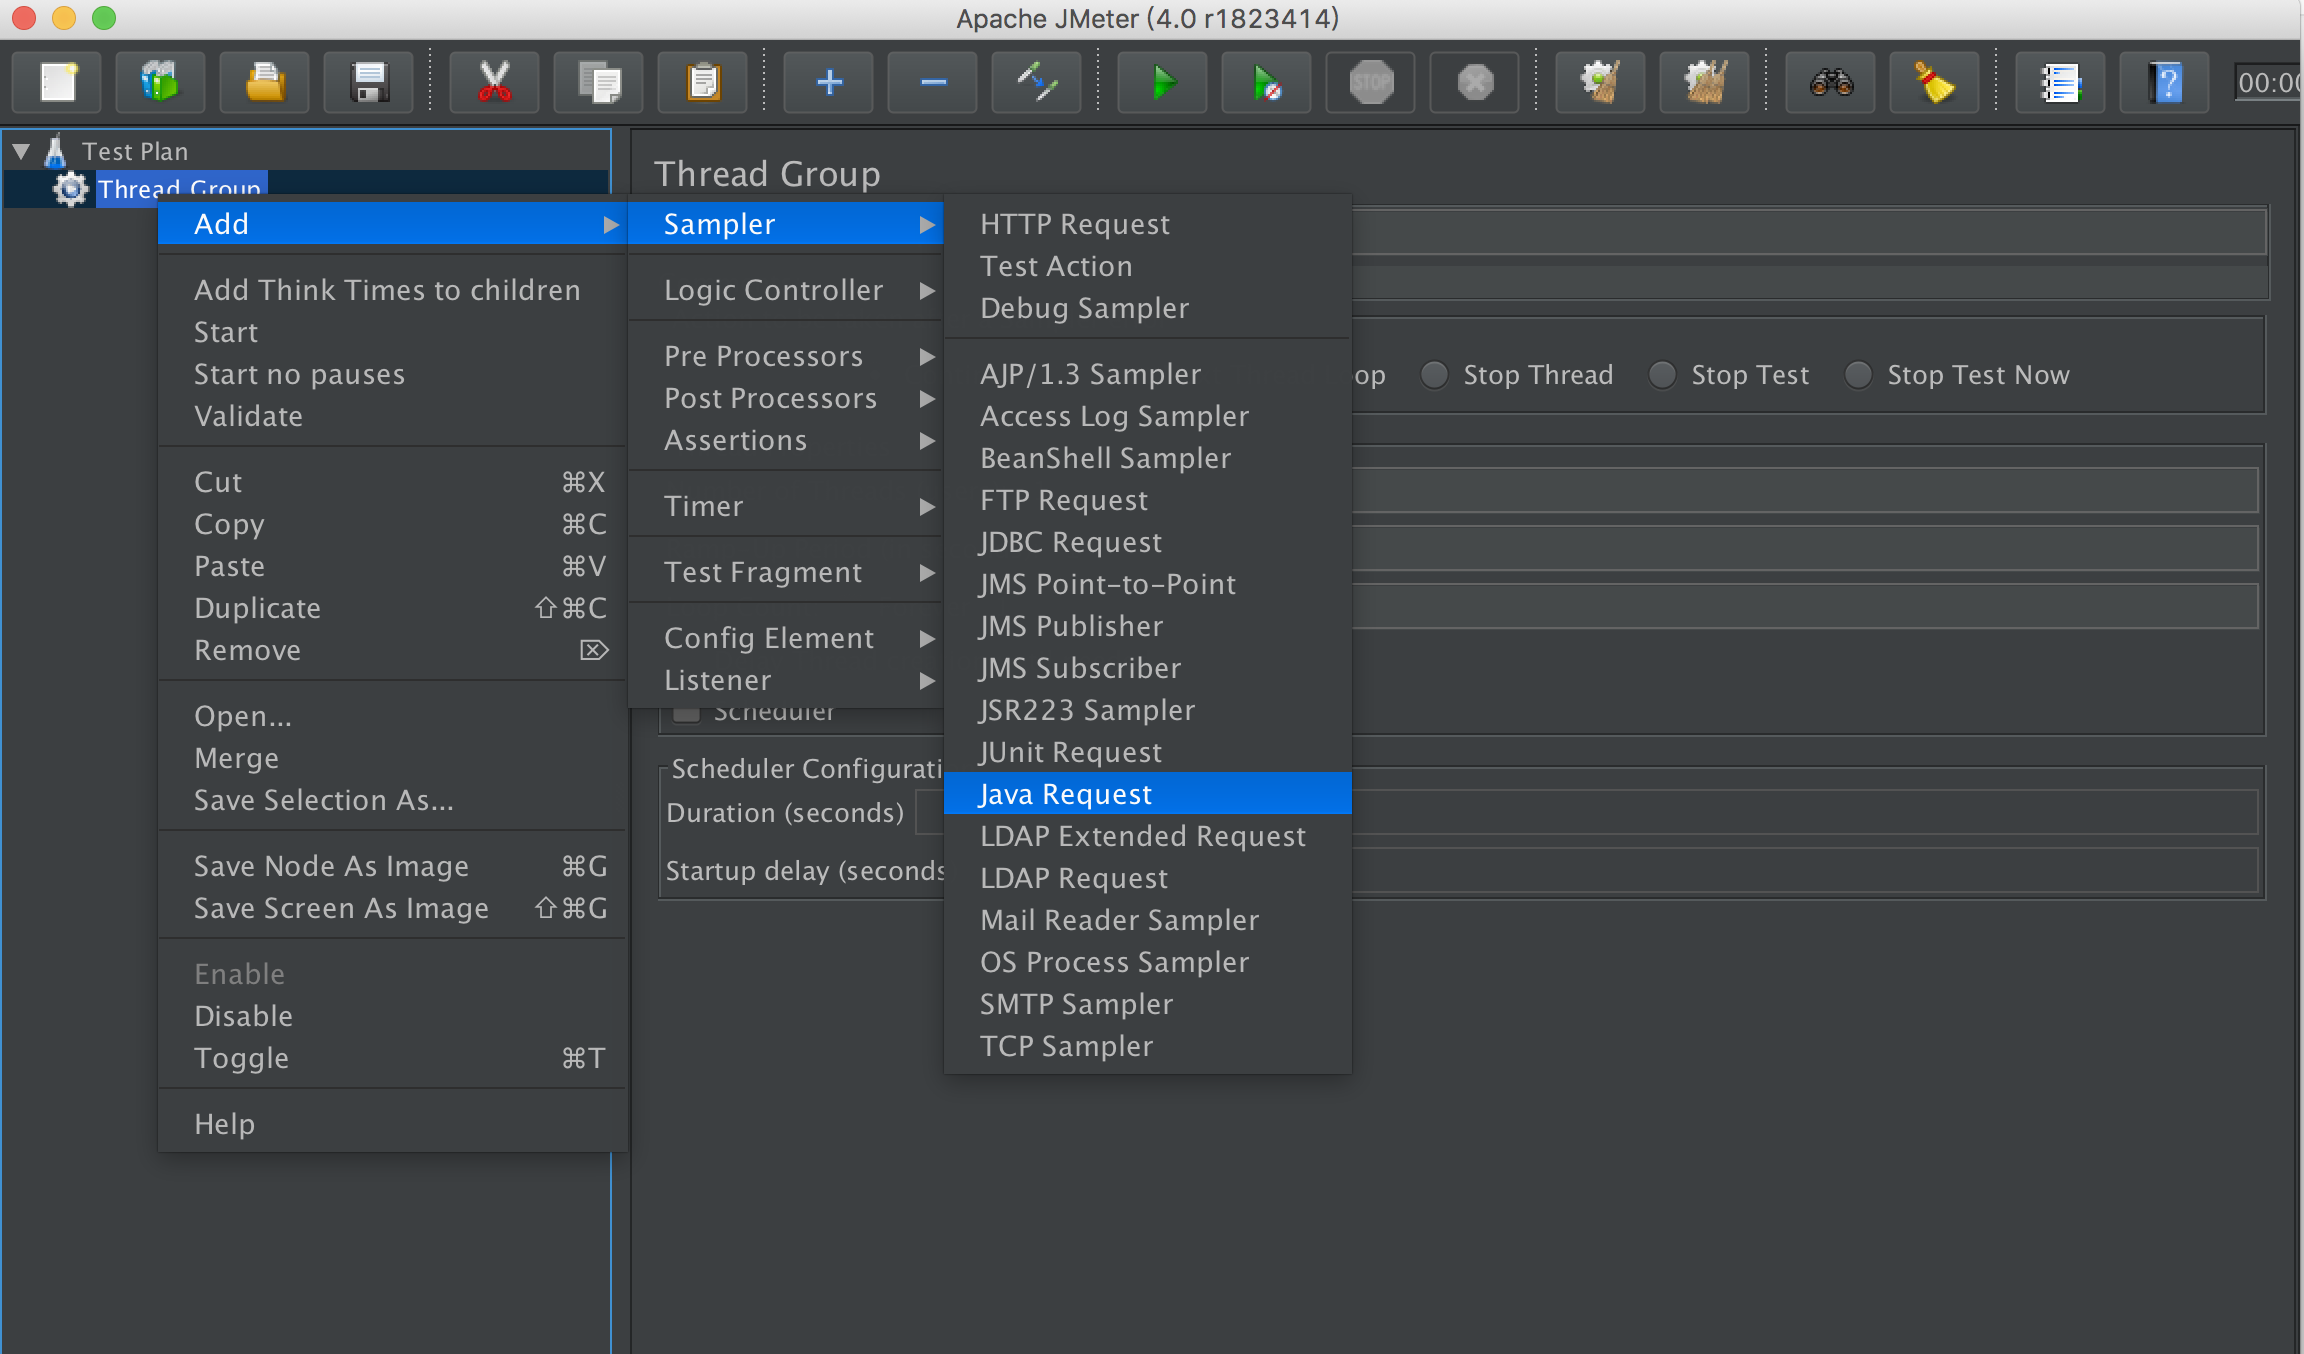 Apache JMeter (4.0 r1823414)
STOP
00:00
Test Plan
Thread Group
Add
Add Think Times to children
Start
Start no pauses
Validate
Cut ⌘X
Copy ⌘C
Paste ⌘V
Duplicate ⇧⌘C
Remove ⌦
Open...
Merge
Save Selection As...
Save Node As Image ⌘G
Save Screen As Image ⇧⌘G
Enable
Disable
Toggle ⌘T
Help
Sampler
Logic Controller
Pre Processors
Post Processors
Assertions
Timer
Test Fragment
Config Element
Listener
HTTP Request
Test Action
Debug Sampler
AJP/1.3 Sampler
Access Log Sampler
BeanShell Sampler
FTP Request
JDBC Request
JMS Point-to-Point
JMS Publisher
JMS Subscriber
JSR223 Sampler
JUnit Request
Java Request
LDAP Extended Request
LDAP Request
Mail Reader Sampler
OS Process Sampler
SMTP Sampler
TCP Sampler
Thread Group
op Stop Thread Stop Test Stop Test Now
Scheduler
Scheduler Configurati
Duration (seconds)
Startup delay (seconds